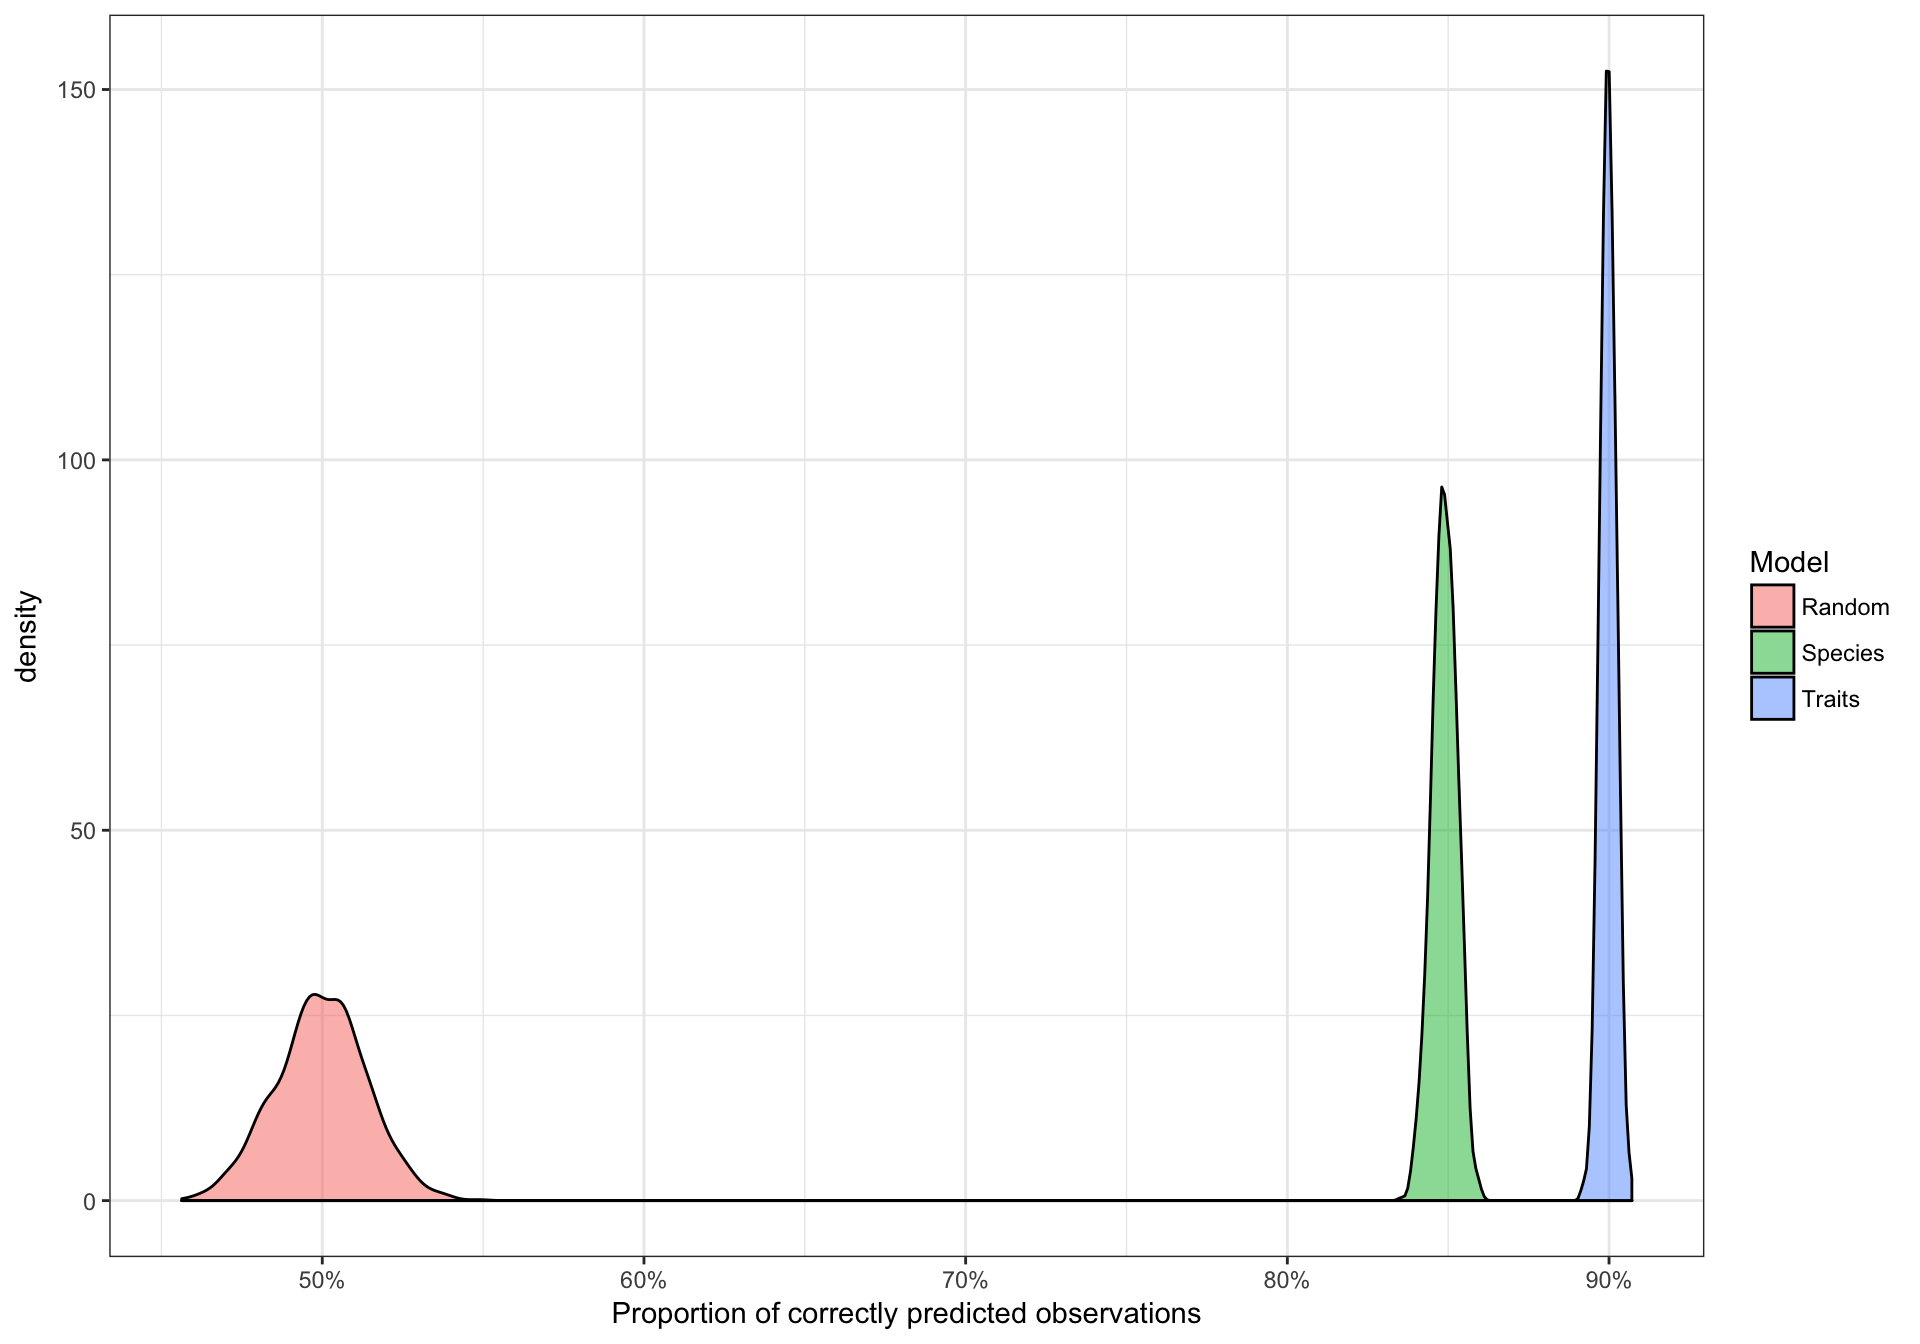 150
100
50
0
density
50%
60%
70%
80%
90%
Proportion of correctly predicted observations
Model
Random
Species
Traits